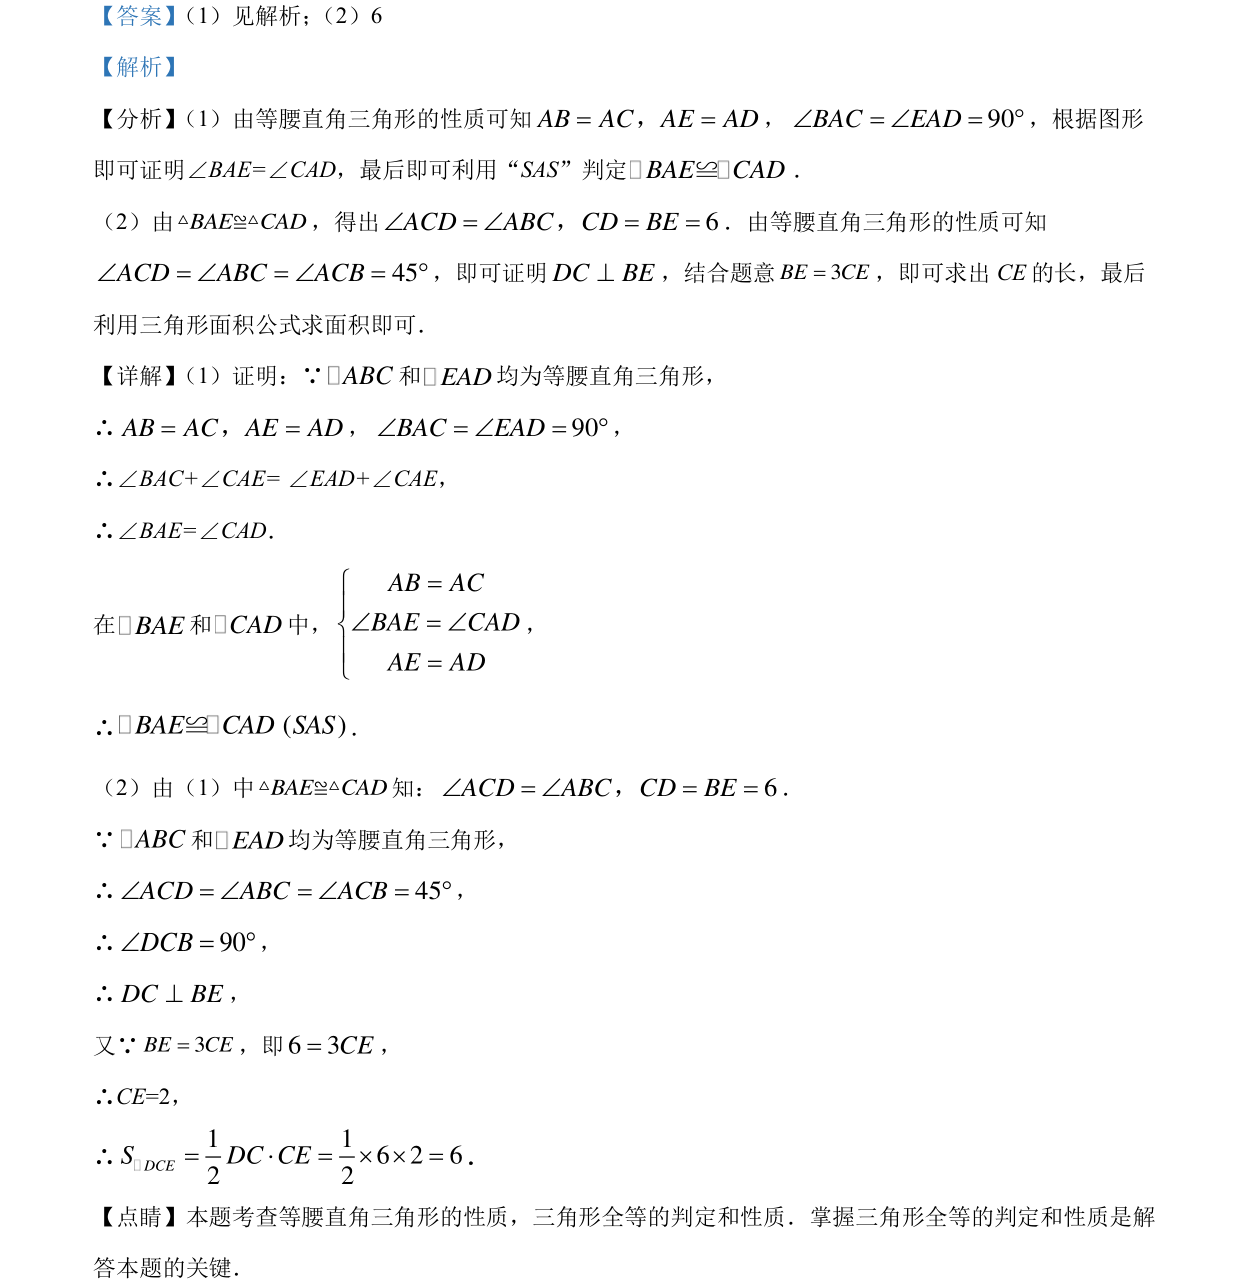 【答案】（1）见解析；（2）6
【解析】
【分析】（1）由等腰直角三角形的性质可知 AB = AC，AE = AD，∠BAC = ∠EAD = 90°，根据图形
即可证明∠BAE=∠CAD，最后即可利用“SAS”判定□BAE≌□CAD．
（2）由△BAE≌△CAD，得出∠ACD = ∠ABC，CD = BE = 6．由等腰直角三角形的性质可知
∠ACD = ∠ABC = ∠ACB = 45°，即可证明 DC ⊥ BE，结合题意 BE = 3CE，即可求出 CE 的长，最后
利用三角形面积公式求面积即可．
【详解】（1）证明：∵□ABC 和□EAD 均为等腰直角三角形，
∴ AB = AC，AE = AD，∠BAC = ∠EAD = 90°，
∴∠BAC+∠CAE= ∠EAD+∠CAE，
∴∠BAE=∠CAD．
AB = AC
在□BAE 和□CAD 中，{∠BAE = ∠CAD，
AE = AD
∴□BAE≌□CAD (SAS)．
（2）由（1）中△BAE≌△CAD 知：∠ACD = ∠ABC，CD = BE = 6．
∵□ABC 和□EAD 均为等腰直角三角形，
∴ ∠ACD = ∠ABC = ∠ACB = 45°，
∴ ∠DCB = 90°，
∴ DC ⊥ BE，
又∵ BE = 3CE，即 6 = 3CE，
∴CE=2，
∴ S□DCE = 1/2 DC · CE = 1/2 × 6 × 2 = 6．
【点睛】本题考查等腰直角三角形的性质，三角形全等的判定和性质．掌握三角形全等的判定和性质是解
答本题的关键．